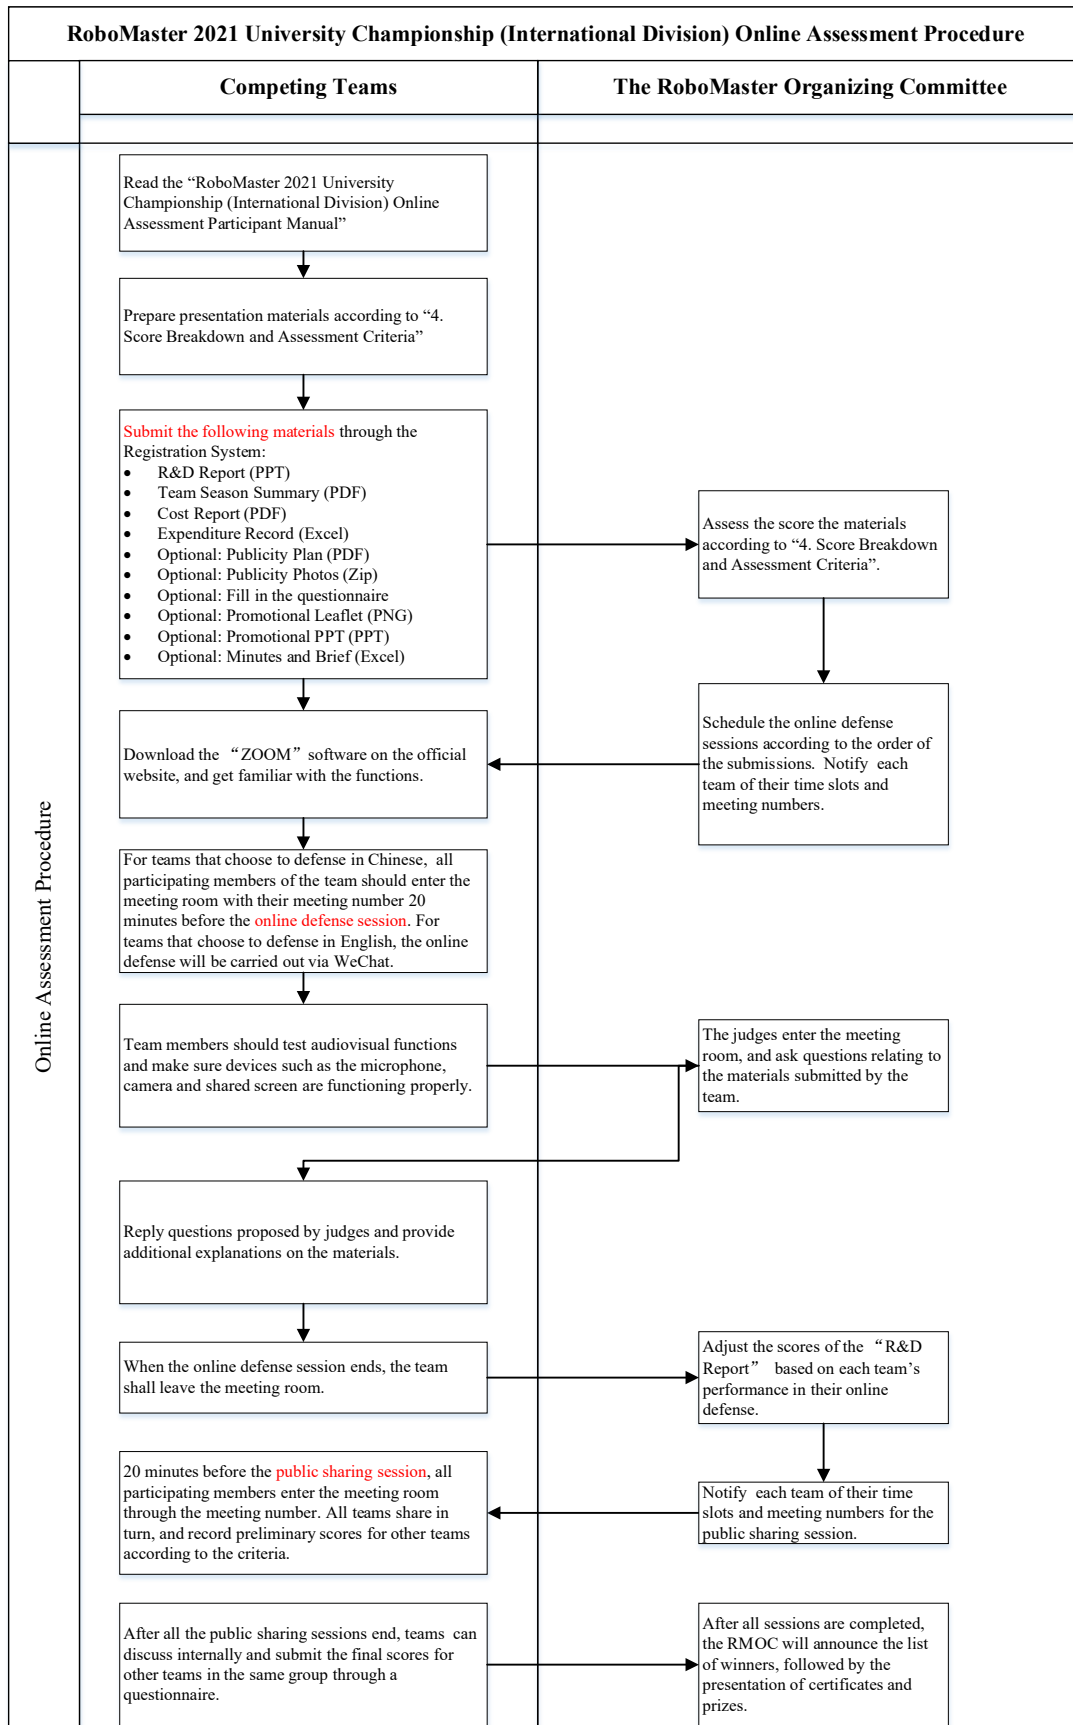 RoboMaster 2021 University Championship (International Division) Online Assessment Procedure
Competing Teams
The RoboMaster Organizing Committee
Online Assessment Procedure
Read the “RoboMaster 2021 University
Championship (International Division) Online
Assessment Participant Manual”
Prepare presentation materials according to “4.
Score Breakdown and Assessment Criteria”
Submit the following materials through the
Registration System:
• R&D Report (PPT)
• Team Season Summary (PDF)
• Cost Report (PDF)
• Expenditure Record (Excel)
• Optional: Publicity Plan (PDF)
• Optional: Publicity Photos (Zip)
• Optional: Fill in the questionnaire
• Optional: Promotional Leaflet (PNG)
• Optional: Promotional PPT (PPT)
• Optional: Minutes and Brief (Excel)
Assess the score the materials
according to “4. Score Breakdown
and Assessment Criteria”.
Schedule the online defense
sessions according to the order of
the submissions. Notify each
team of their time slots and
meeting numbers.
Download the “ZOOM” software on the official
website, and get familiar with the functions.
For teams that choose to defense in Chinese, all
participating members of the team should enter the
meeting room with their meeting number 20
minutes before the online defense session. For
teams that choose to defense in English, the online
defense will be carried out via WeChat.
Team members should test audiovisual functions
and make sure devices such as the microphone,
camera and shared screen are functioning properly.
The judges enter the meeting
room, and ask questions relating to
the materials submitted by the
team.
Reply questions proposed by judges and provide
additional explanations on the materials.
When the online defense session ends, the team
shall leave the meeting room.
Adjust the scores of the “R&D
Report” based on each team’s
performance in their online
defense.
Notify each team of their time
slots and meeting numbers for the
public sharing session.
20 minutes before the public sharing session, all
participating members enter the meeting room
through the meeting number. All teams share in
turn, and record preliminary scores for other teams
according to the criteria.
After all the public sharing sessions end, teams can
discuss internally and submit the final scores for
other teams in the same group through a
questionnaire.
After all sessions are completed,
the RMOC will announce the list
of winners, followed by the
presentation of certificates and
prizes.